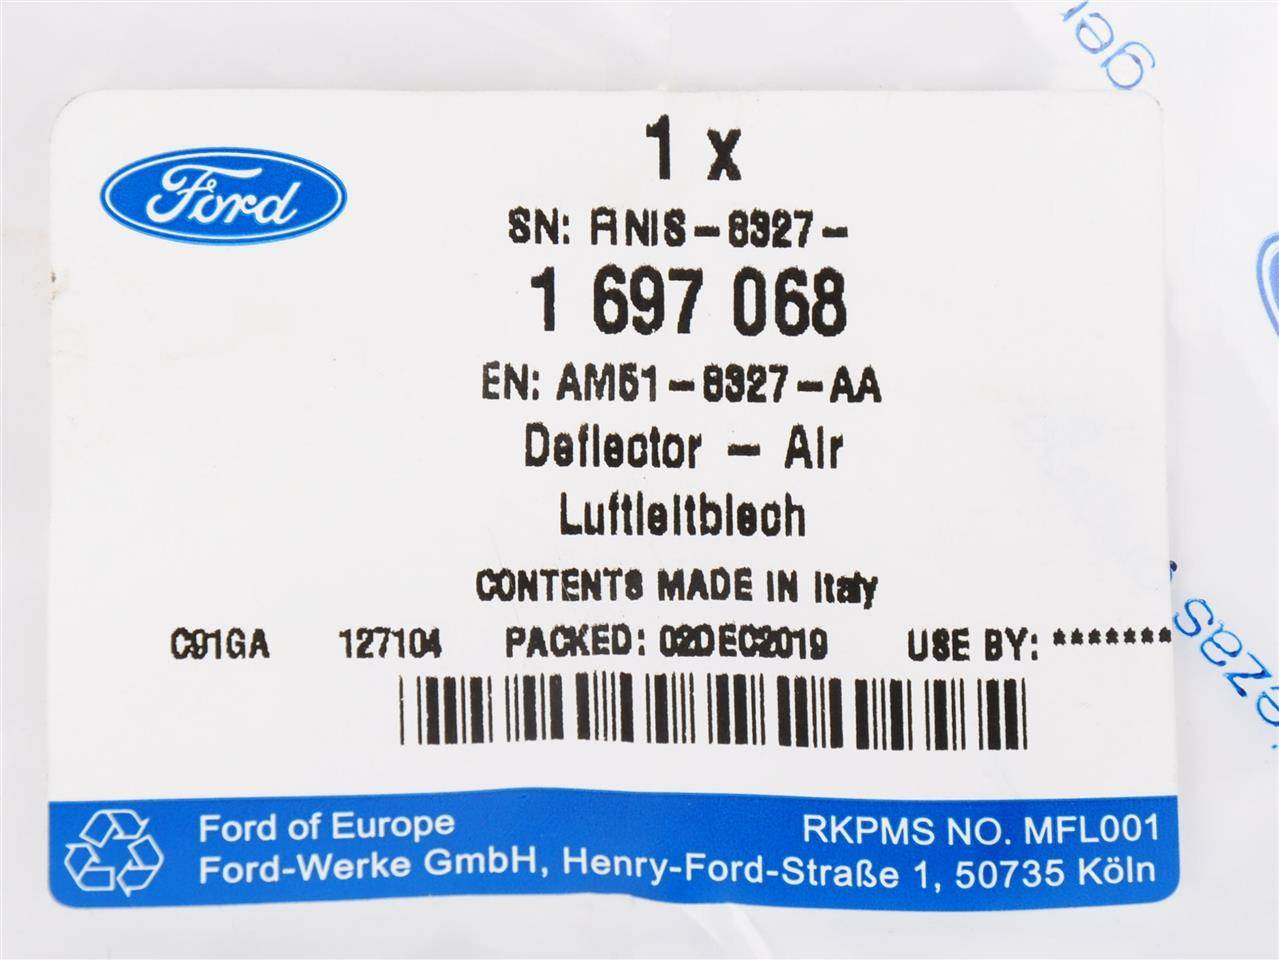 ger
Ford
1 x
SN: RNIS-8327-
1 697 068
EN: AM51-8327-AA
Deflector - Air
Luftleitblech
CONTENTS MADE IN Italy
C91GA 127104 PACKED: 02DEC2019 USE BY: *******
Ford of Europe
Ford-Werke GmbH, Henry-Ford-Straße 1, 50735 Köln
RKPMS NO. MFL001